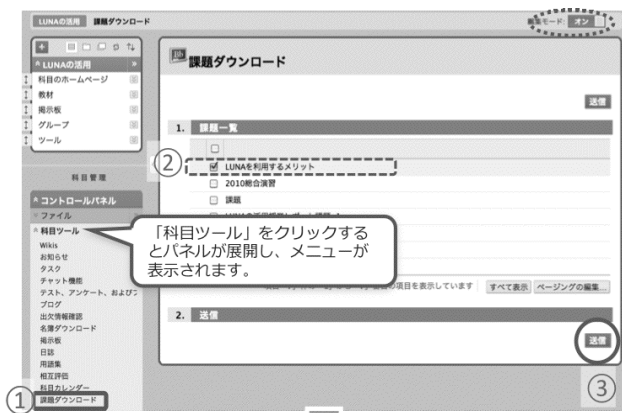 LUNAの活用 課題ダウンロード
編集モード: オン
LUNAの活用
科目のホームページ
教材
掲示板
グループ
ツール
科目管理
コントロールパネル
ファイル
科目ツール
Wikis
お知らせ
タスク
チャット機能
テスト、アンケート、およびプ
ブログ
出欠情報確認
名簿ダウンロード
掲示板
日誌
用語集
相互評価
科目カレンダー
① 課題ダウンロード
課題ダウンロード
送信
1. 課題一覧
②
LUNAを利用するメリット
2010総合演習
課題
「科目ツール」をクリックする
とパネルが展開し、メニューが
表示されます。
の項目を表示しています すべて表示 ページングの編集...
2. 送信
送信
③